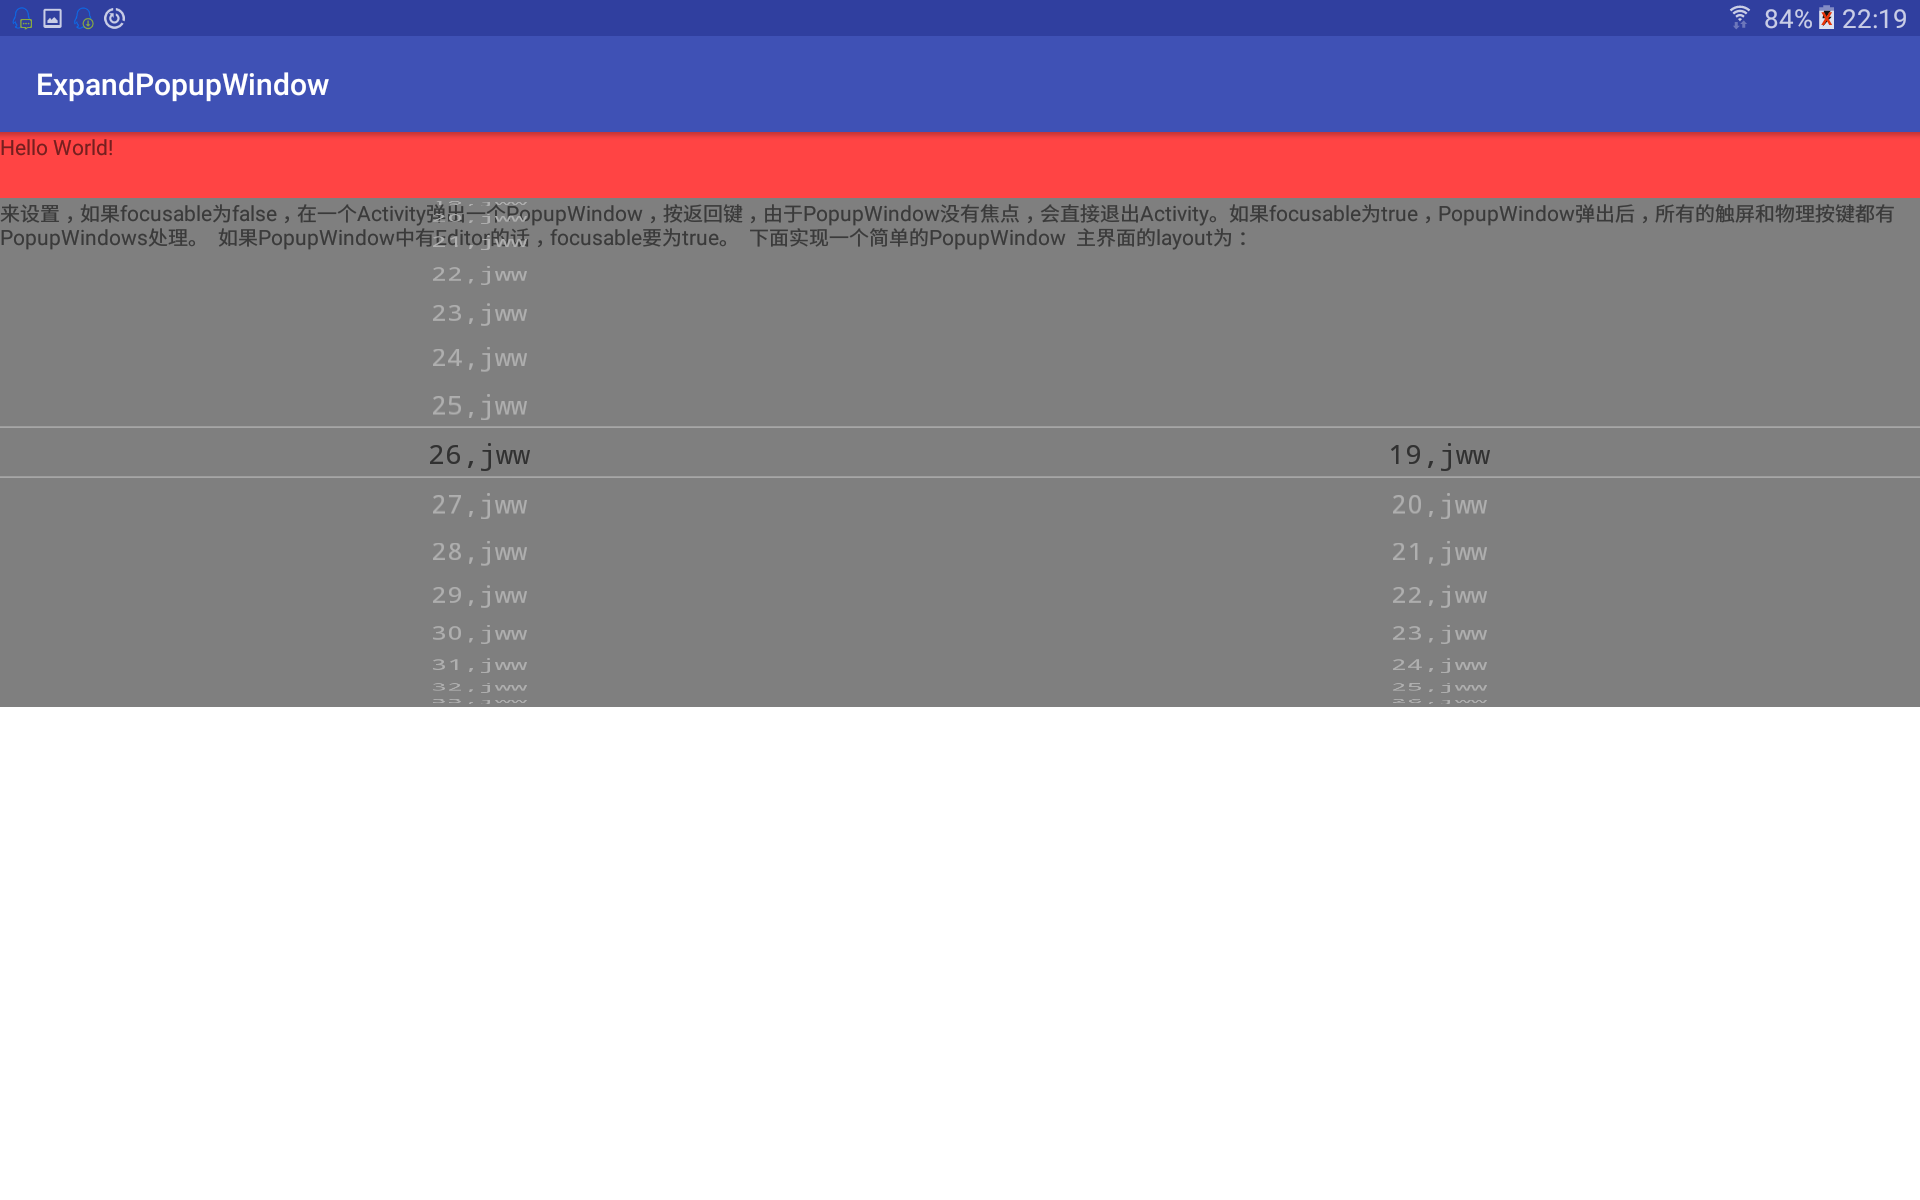 84% 22:19
ExpandPopupWindow
Hello World!
来设置，如果focusable为false，在一个Activity弹出一个PopupWindow，按返回键，由于PopupWindow没有焦点，会直接退出Activity。如果focusable为true，PopupWindow弹出后，所有的触屏和物理按键都有
PopupWindows处理。 如果PopupWindow中有Editor的话，focusable要为true。 下面实现一个简单的PopupWindow 主界面的layout为：
20,jww
21,jww
22,jww
23,jww
24,jww
25,jww
26,jww 19,jww
27,jww 20,jww
28,jww 21,jww
29,jww 22,jww
30,jww 23,jww
31,jww 24,jww
32,jww 25,jww
33,jww 26,jww